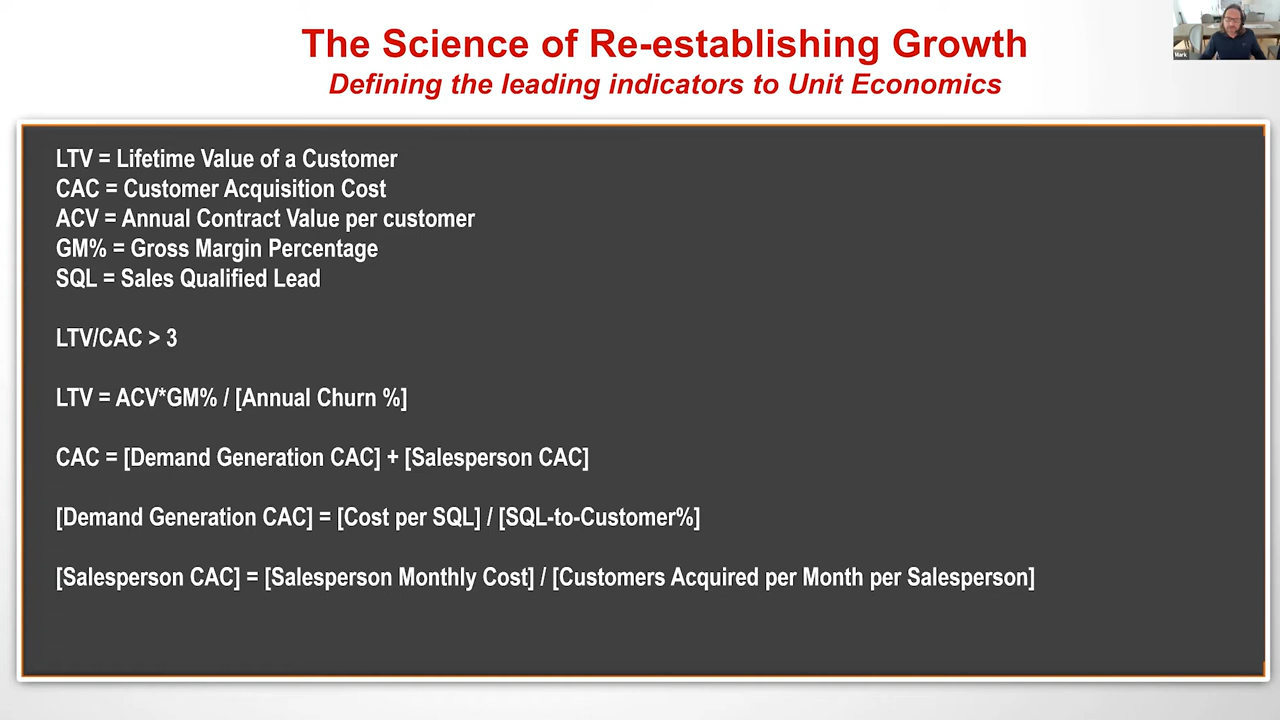 The Science of Re-establishing Growth
Defining the leading indicators to Unit Economics
Mark
LTV = Lifetime Value of a Customer
CAC = Customer Acquisition Cost
ACV = Annual Contract Value per customer
GM% = Gross Margin Percentage
SQL = Sales Qualified Lead
LTV/CAC > 3
LTV = ACV*GM% / [Annual Churn %]
CAC = [Demand Generation CAC] + [Salesperson CAC]
[Demand Generation CAC] = [Cost per SQL] / [SQL-to-Customer%]
[Salesperson CAC] = [Salesperson Monthly Cost] / [Customers Acquired per Month per Salesperson]